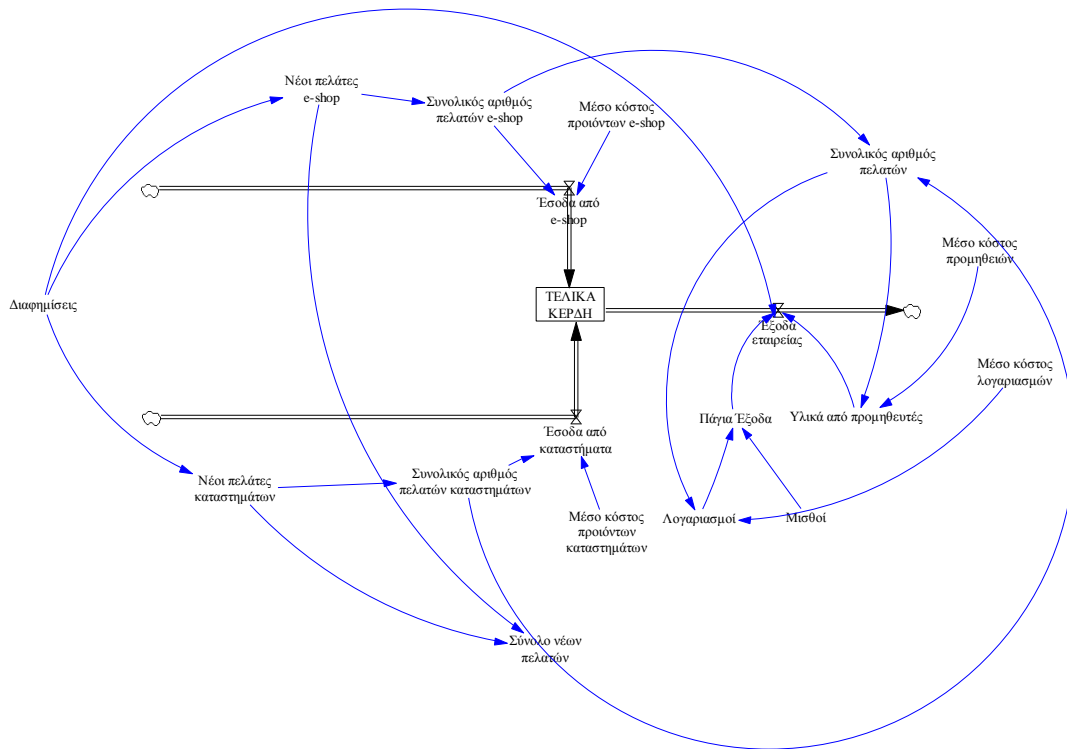 Νέοι πελάτες
e-shop
Συνολικός αριθμός
πελατών e-shop
Μέσο κόστος
προιόντων e-shop
Συνολικός αριθμός
πελατών
Έσοδα από
e-shop
Μέσο κόστος
προμηθειών
Διαφημίσεις
ΤΕΛΙΚΑ
ΚΕΡΔΗ
Έξοδα
εταιρείας
Μέσο κόστος
λογαριασμών
Πάγια Έξοδα
Υλικά από προμηθευτές
Έσοδα από
καταστήματα
Νέοι πελάτες
καταστημάτων
Συνολικός αριθμός
πελατών καταστημάτων
Μέσο κόστος
προιόντων
καταστημάτων
Λογαριασμοί
Μισθοί
Σύνολο νέων
πελατών